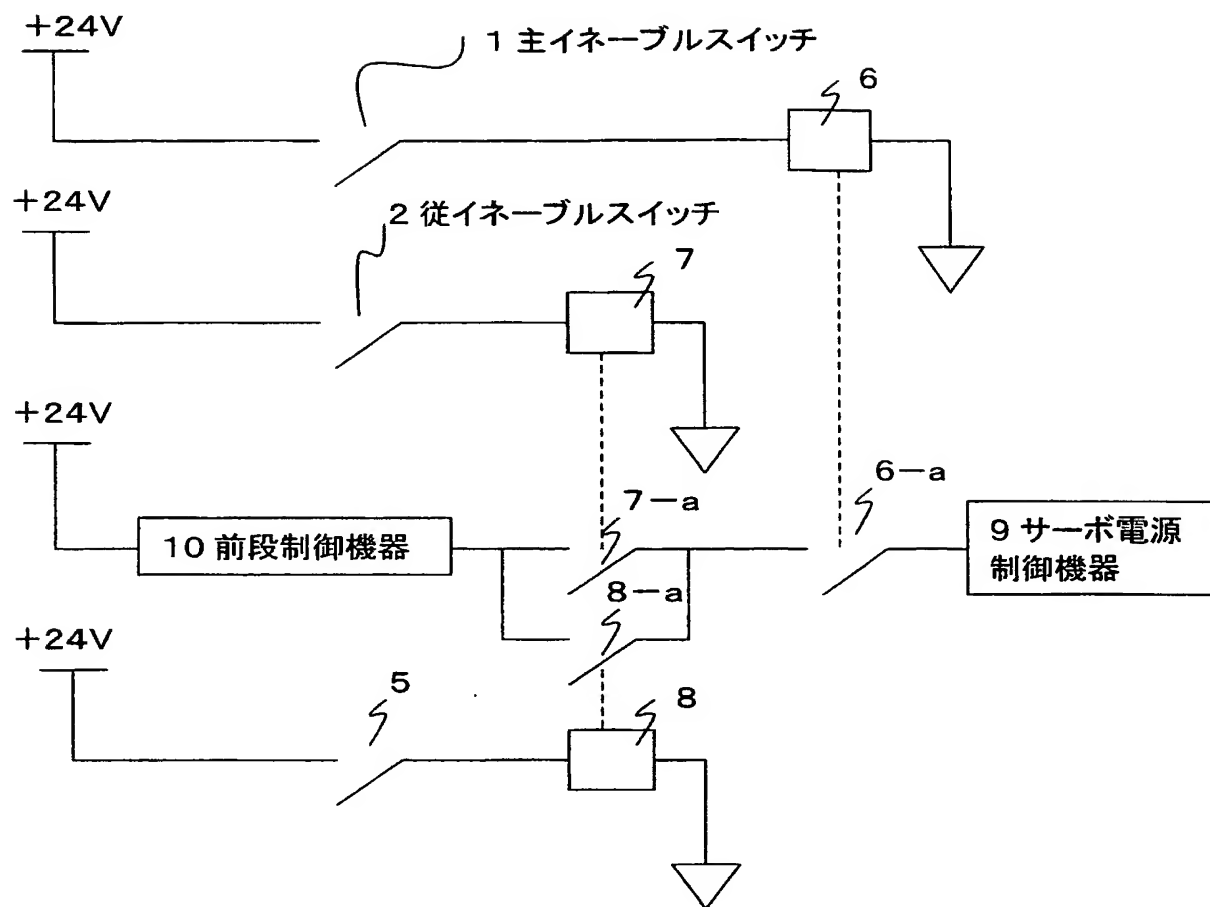 +24V
1 主イネーブルスイッチ
6
+24V
2 従イネーブルスイッチ
7
+24V
7-a
6-a
10 前段制御機器
9 サーボ電源
制御機器
8-a
+24V
5
8